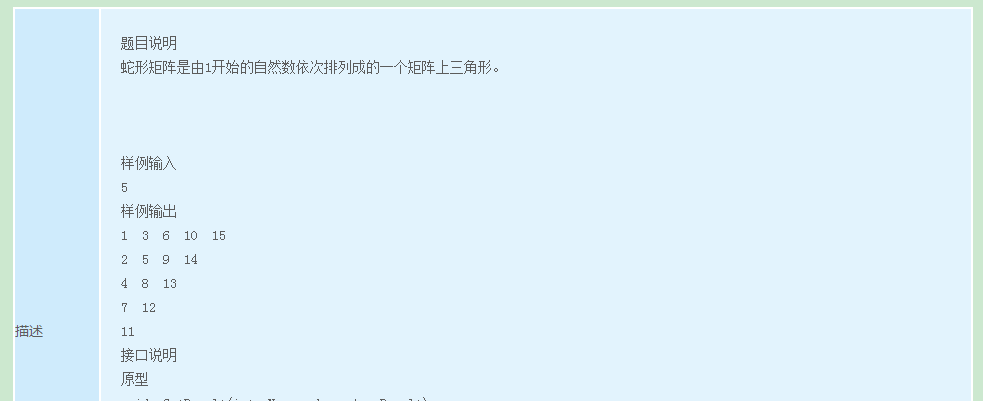 题目说明
蛇形矩阵是由1开始的自然数依次排列成的一个矩阵上三角形。
样例输入
5
样例输出
1 3 6 10 15
2 5 9 14
4 8 13
7 12
11
描述
接口说明
原型